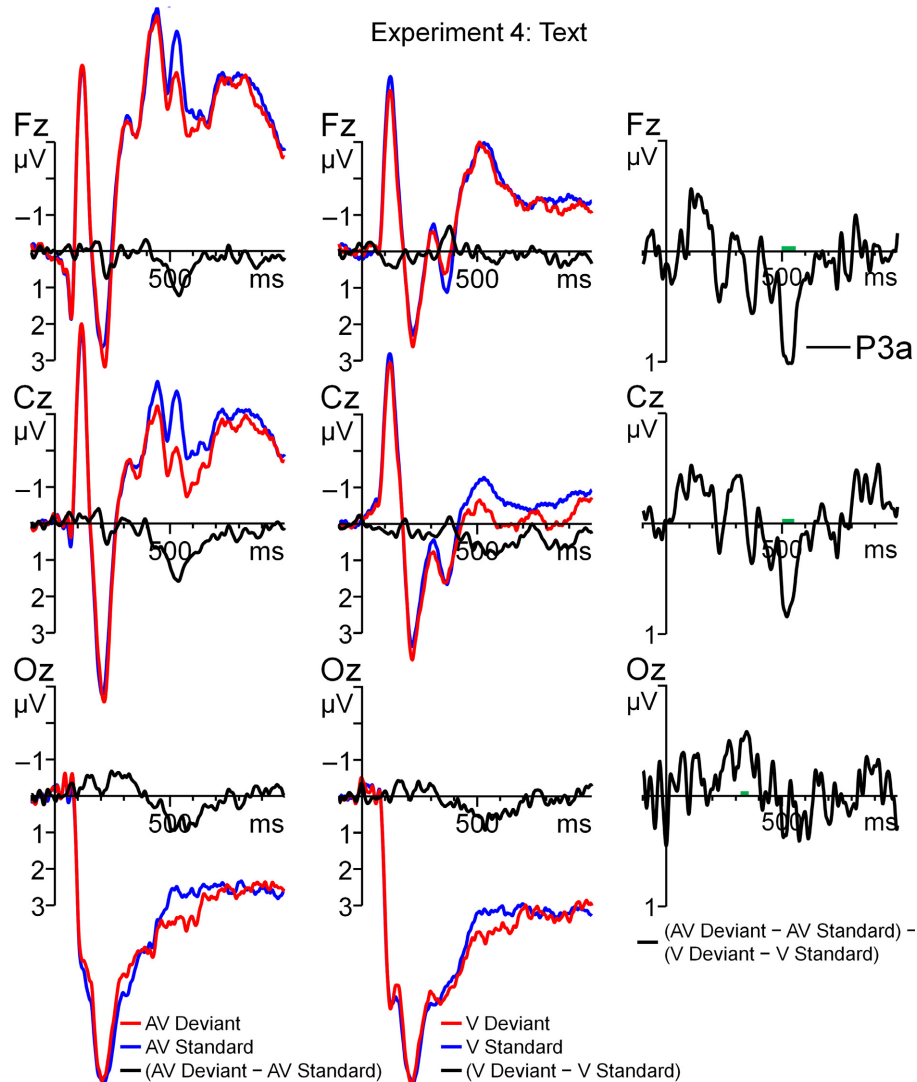 Experiment 4: Text
Fz
µV
–1
1
2
3
500
ms
Fz
µV
–1
1
2
3
500
ms
Fz
µV
1
500
P3a
Cz
µV
–1
1
2
3
500
ms
Cz
µV
–1
1
2
3
500
ms
Cz
µV
1
500
Oz
µV
–1
1
2
3
500
ms
Oz
µV
–1
1
2
3
500
ms
Oz
µV
1
500
AV Deviant
AV Standard
(AV Deviant − AV Standard)
V Deviant
V Standard
(V Deviant − V Standard)
(AV Deviant − AV Standard) −
(V Deviant − V Standard)